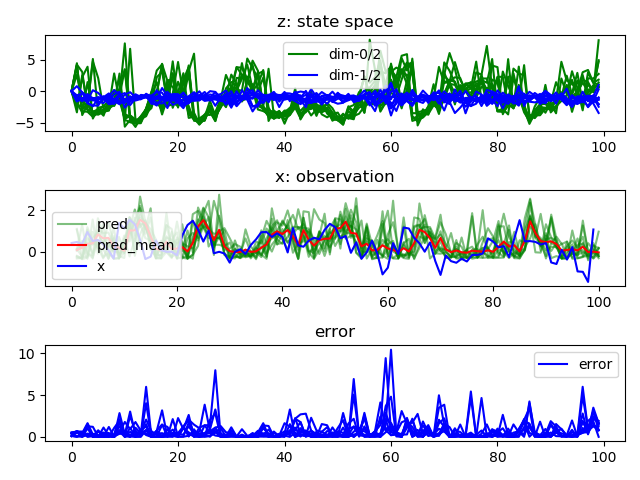 z: state space
5
0
−5
dim-0/2
dim-1/2
0 20 40 60 80 100
x: observation
2
0
pred
pred_mean
x
0 20 40 60 80 100
error
10
5
0
error
0 20 40 60 80 100